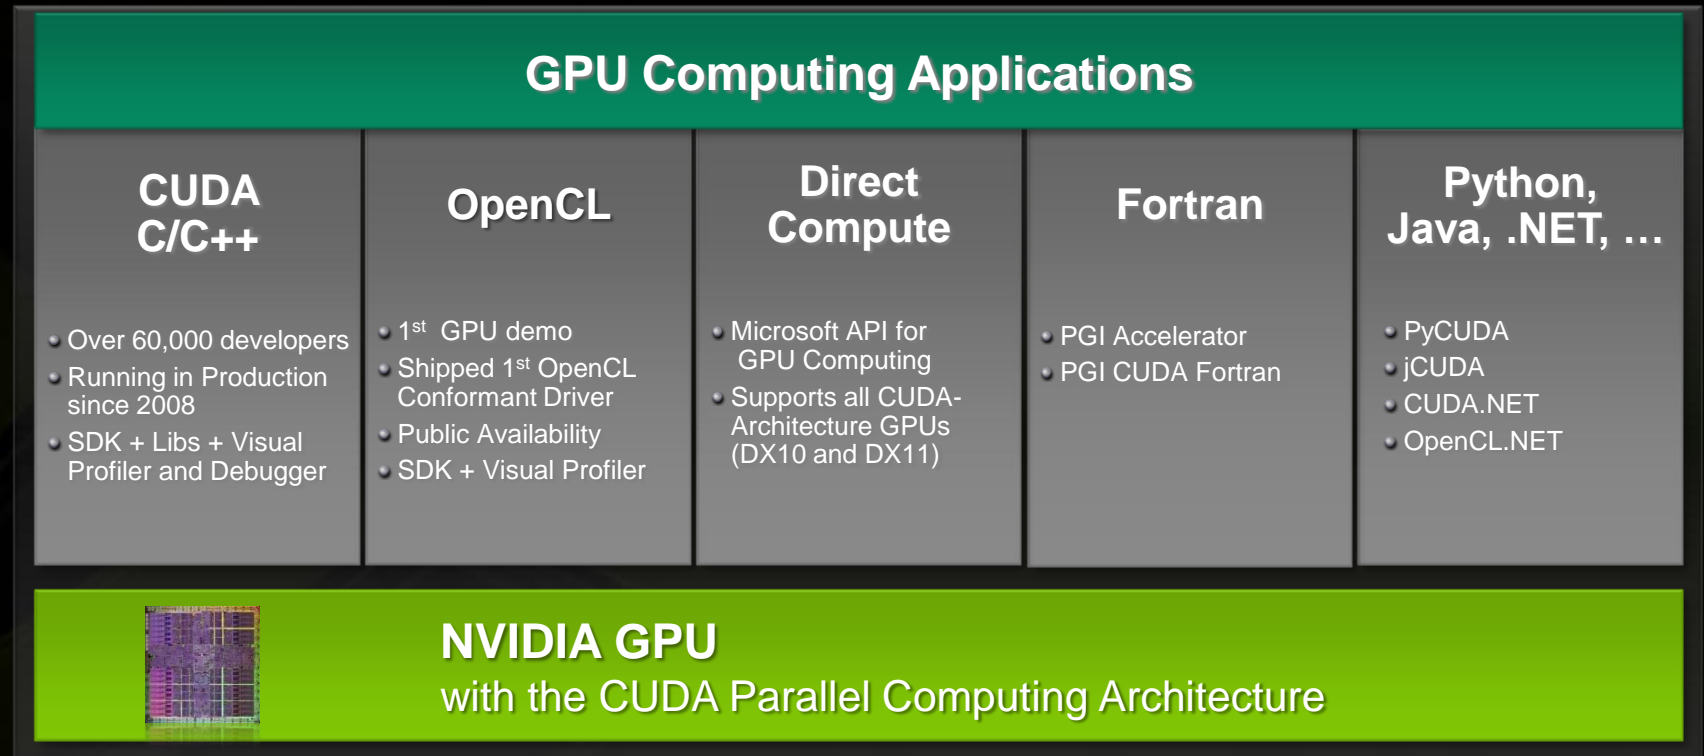 GPU Computing Applications
CUDA
C/C++
Over 60,000 developers
Running in Production
since 2008
SDK + Libs + Visual
Profiler and Debugger
OpenCL
1st GPU demo
Shipped 1st OpenCL
Conformant Driver
Public Availability
SDK + Visual Profiler
Direct
Compute
Microsoft API for
GPU Computing
Supports all CUDA-
Architecture GPUs
(DX10 and DX11)
Fortran
PGI Accelerator
PGI CUDA Fortran
Python,
Java, .NET, …
PyCUDA
jCUDA
CUDA.NET
OpenCL.NET
NVIDIA GPU
with the CUDA Parallel Computing Architecture